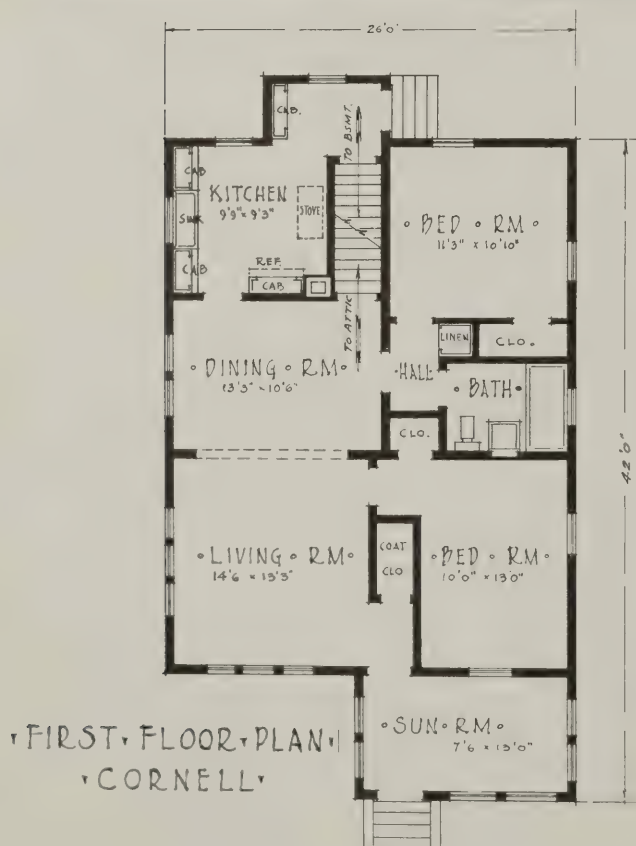 26'0"
CAB.
TO BSMT.
CAB
KITCHEN
9'9" x 9'3"
STOVE
SINK
BED • RM
11'3" x 10'10"
CAB
REF.
CAB
TO ATTIC
LINEN
CLO.
• DINING • RM •
13'3" x 10'6"
• HALL •
• BATH •
CLO.
42'0"
• LIVING • RM •
14'6 x 13'3"
COAT
CLO
• BED • RM •
10'0" x 13'0"
• SUN • RM •
7'6 x 13'0"
FIRST FLOOR PLAN
CORNELL